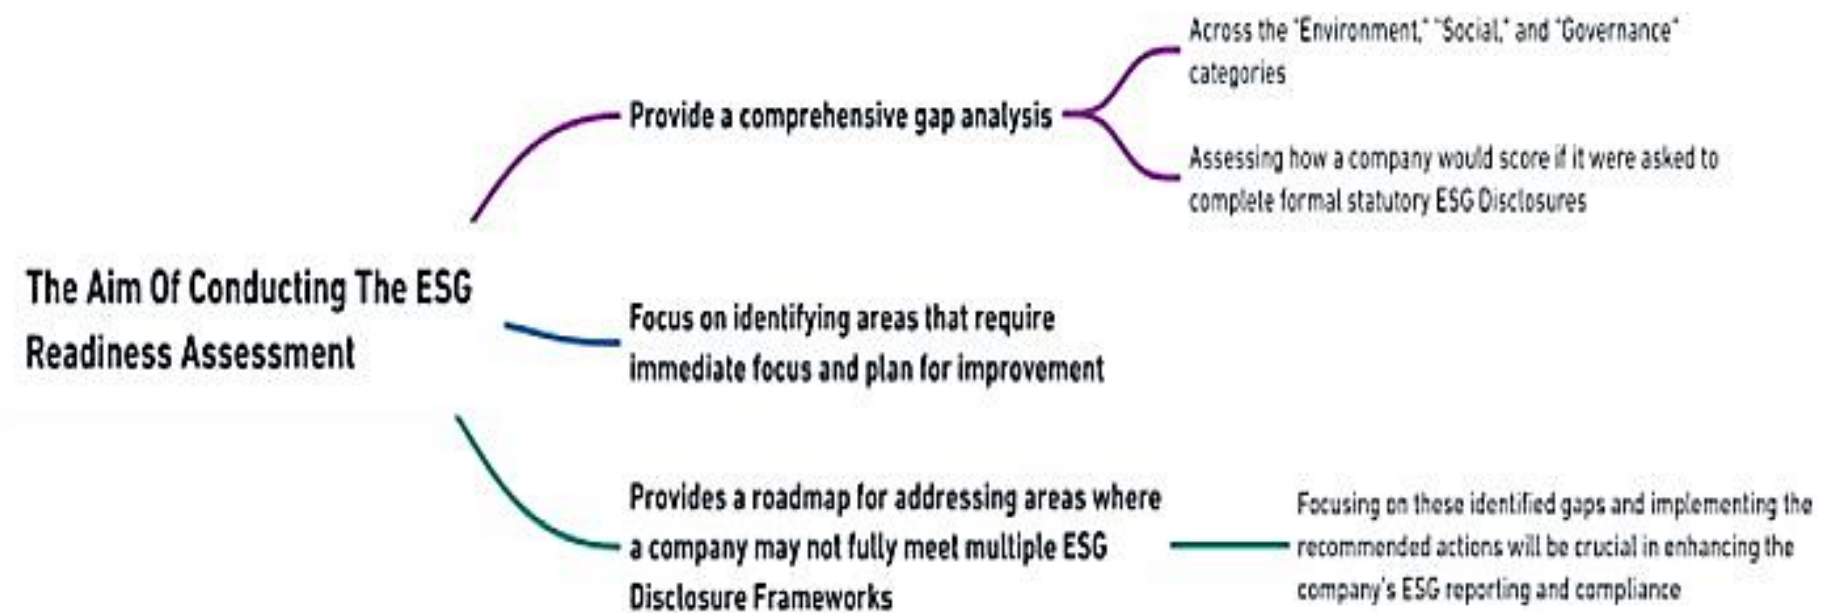 The Aim Of Conducting The ESG
Readiness Assessment
Provide a comprehensive gap analysis
Across the "Environment," "Social," and "Governance"
categories
Assessing how a company would score if it were asked to
complete formal statutory ESG Disclosures
Focus on identifying areas that require
immediate focus and plan for improvement
Provides a roadmap for addressing areas where
a company may not fully meet multiple ESG
Disclosure Frameworks
Focusing on these identified gaps and implementing the
recommended actions will be crucial in enhancing the
company's ESG reporting and compliance